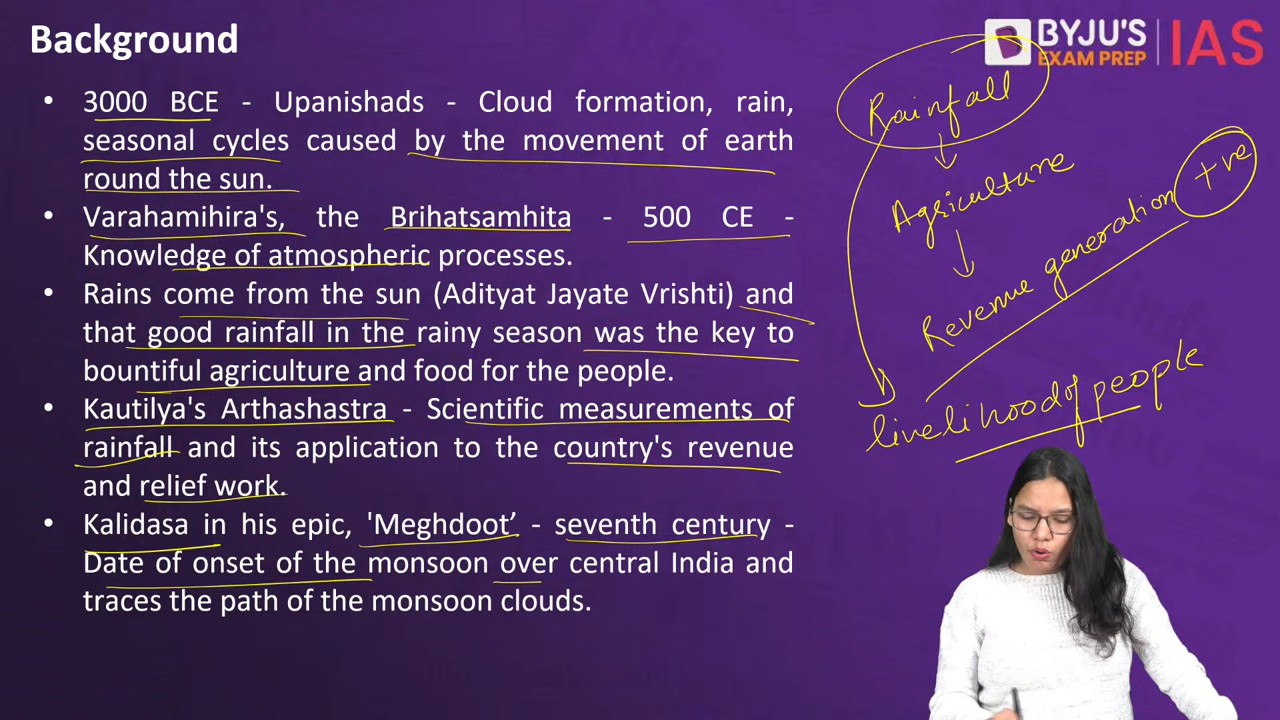 Background
BYJU'S
EXAM PREP
IAS
• 3000 BCE - Upanishads - Cloud formation, rain,
seasonal cycles caused by the movement of earth
round the sun.
• Varahamihira's, the Brihatsamhita - 500 CE -
Knowledge of atmospheric processes.
• Rains come from the sun (Adityat Jayate Vrishti) and
that good rainfall in the rainy season was the key to
bountiful agriculture and food for the people.
• Kautilya's Arthashastra - Scientific measurements of
rainfall and its application to the country's revenue
and relief work.
• Kalidasa in his epic, 'Meghdoot’ - seventh century -
Date of onset of the monsoon over central India and
traces the path of the monsoon clouds.
Rainfall
Agriculture
Revenue generation +ve
livelihood of people